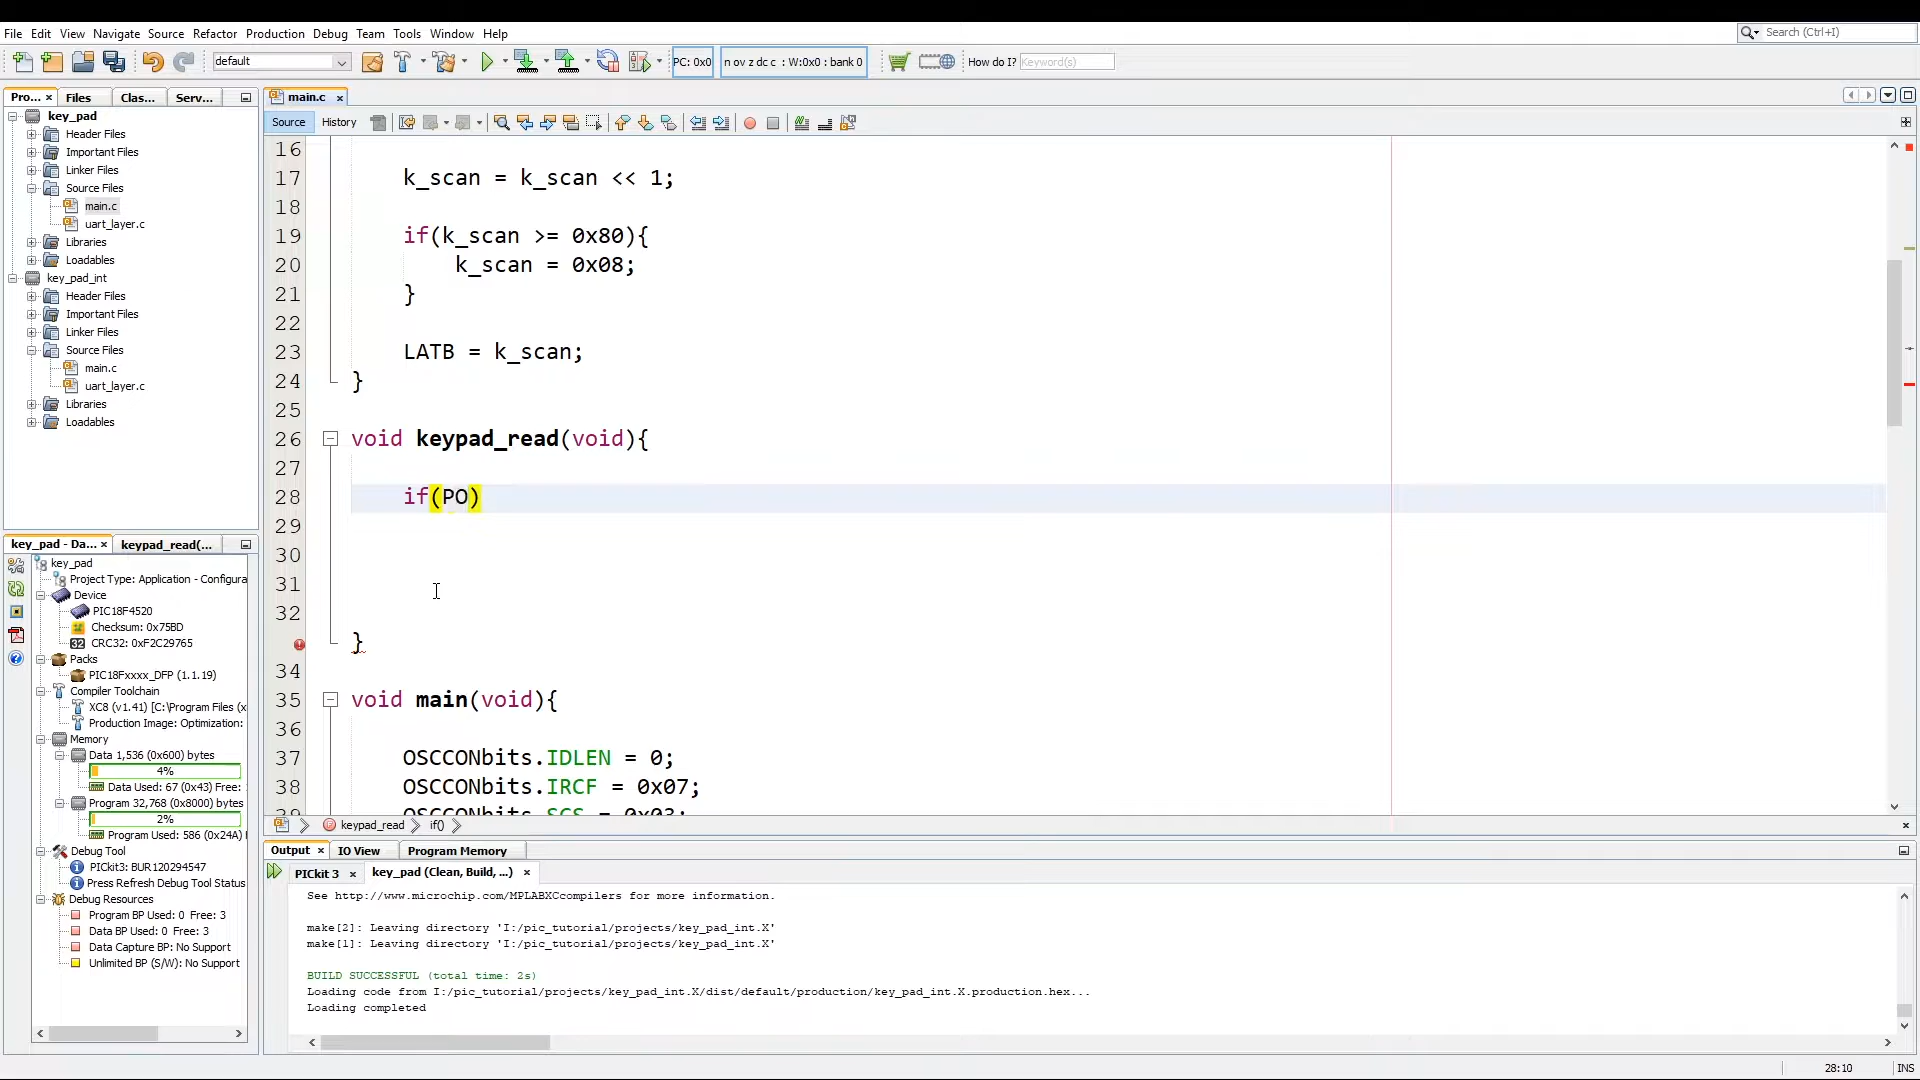 File Edit View Navigate Source Refactor Production Debug Team Tools Window Help
Search (Ctrl+I)
default
PC: 0x0
n ov z dc c : W:0x0 : bank 0
How do I? Keyword(s)
Pro... Files Clas... Serv...
main.c
Source History
key_pad
Header Files
Important Files
Linker Files
Source Files
main.c
uart_layer.c
Libraries
Loadables
key_pad_int
Header Files
Important Files
Linker Files
Source Files
main.c
uart_layer.c
Libraries
Loadables
16
17 k_scan = k_scan << 1;
18
19 if(k_scan >= 0x80){
20 k_scan = 0x08;
21 }
22
23 LATB = k_scan;
24 }
25
26 void keypad_read(void){
27
28 if(PO)
29
30
31
32
}
34
35 void main(void){
36
37 OSCCONbits.IDLEN = 0;
38 OSCCONbits.IRCF = 0x07;
39 OSCCONbits.SCS = 0x03;
keypad_read if()
key_pad - Da... keypad_read(...
key_pad
Project Type: Application - Configura
Device
PIC18F4520
Checksum: 0x75BD
CRC32: 0xF2C29765
Packs
PIC18Fxxxx_DFP (1.1.19)
Compiler Toolchain
XC8 (v1.41) [C:\Program Files (x
Production Image: Optimization:
Memory
Data 1,536 (0x600) bytes
4%
Data Used: 67 (0x43) Free:
Program 32,768 (0x8000) bytes
2%
Program Used: 586 (0x24A)
Debug Tool
PICkit3: BUR120294547
Press Refresh Debug Tool Status
Debug Resources
Program BP Used: 0 Free: 3
Data BP Used: 0 Free: 3
Data Capture BP: No Support
Unlimited BP (S/W): No Support
Output IO View Program Memory
PICkit 3 key_pad (Clean, Build, ...)
See http://www.microchip.com/MPLABXCcompilers for more information.
make[2]: Leaving directory 'I:/pic_tutorial/projects/key_pad_int.X'
make[1]: Leaving directory 'I:/pic_tutorial/projects/key_pad_int.X'
BUILD SUCCESSFUL (total time: 2s)
Loading code from I:/pic_tutorial/projects/key_pad_int.X/dist/default/production/key_pad_int.X.production.hex...
Loading completed
28:10 INS